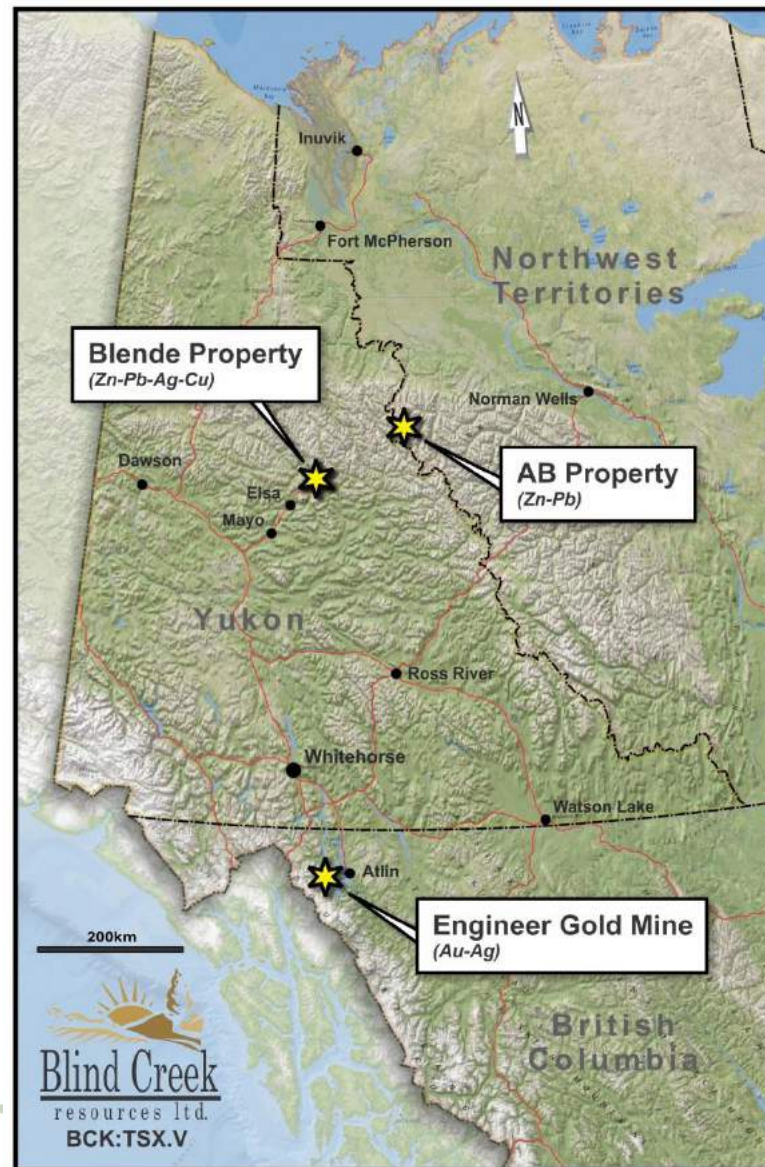 Mackenzie
Bay
N
Inuvik
Fort McPherson
Northwest
Territories
Blende Property
(Zn-Pb-Ag-Cu)
Norman Wells
AB Property
(Zn-Pb)
Dawson
Elsa
Mayo
Yukon
Ross River
Whitehorse
Watson Lake
Atlin
Engineer Gold Mine
(Au-Ag)
200km
British
Columbia
Blind Creek
resources ltd.
BCK:TSX.V